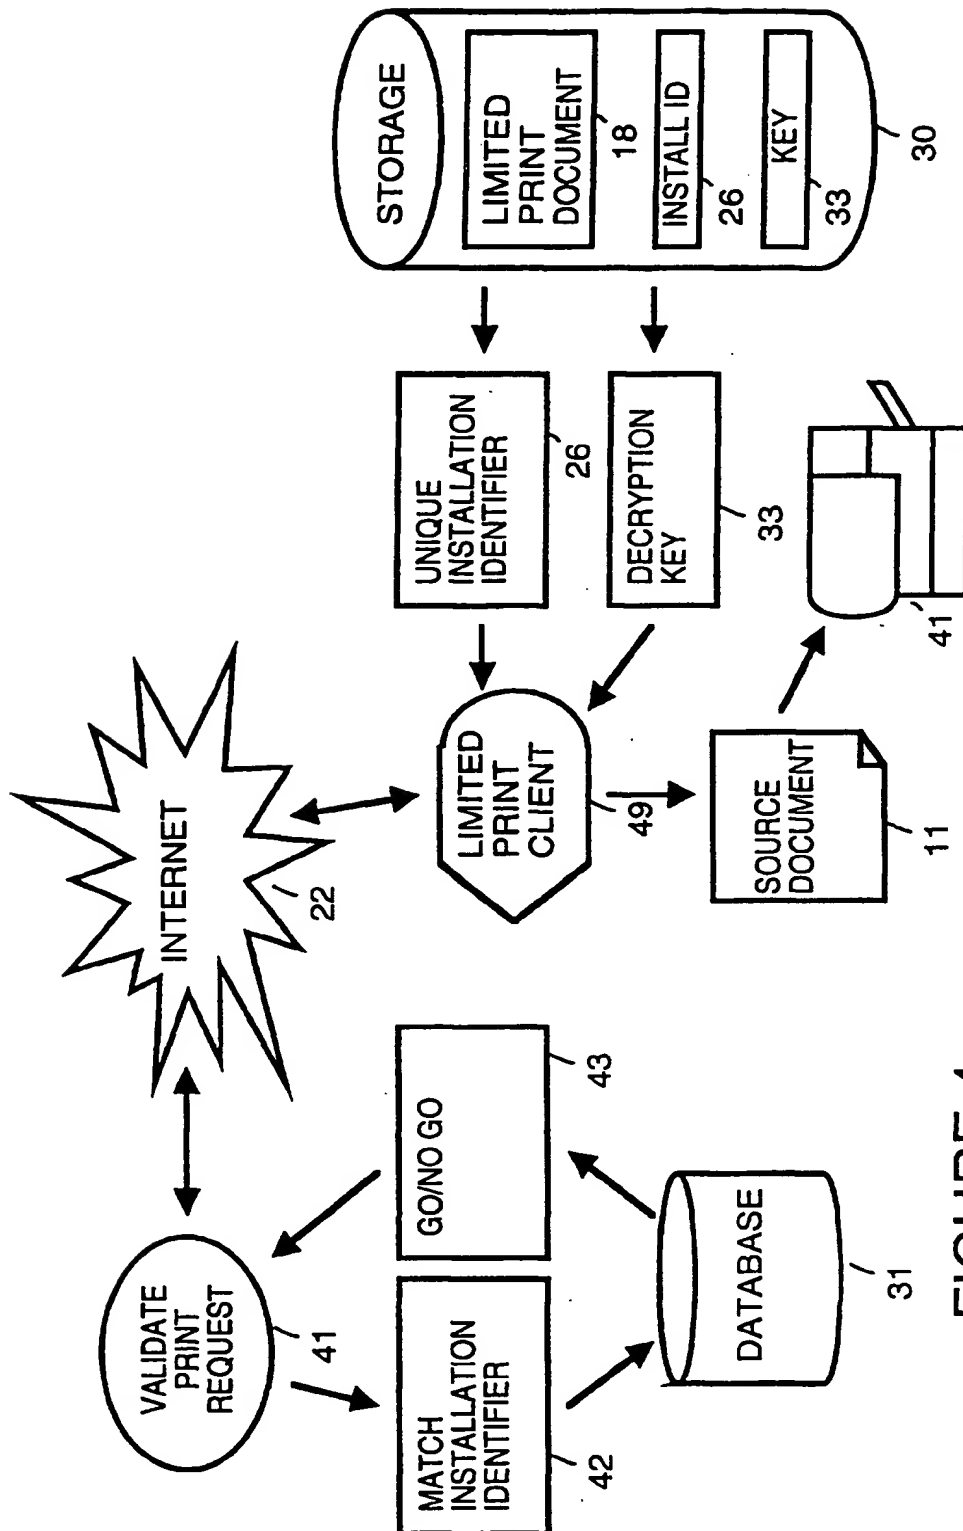 VALIDATE
PRINT
REQUEST
41
INTERNET
22
MATCH
INSTALLATION
IDENTIFIER
42
GO/NO GO
43
LIMITED
PRINT
CLIENT
49
UNIQUE
INSTALLATION
IDENTIFIER
26
STORAGE
LIMITED
PRINT
DOCUMENT
18
INSTALL ID
26
KEY
33
30
DECRYPTION
KEY
33
DATABASE
31
SOURCE
DOCUMENT
11
41